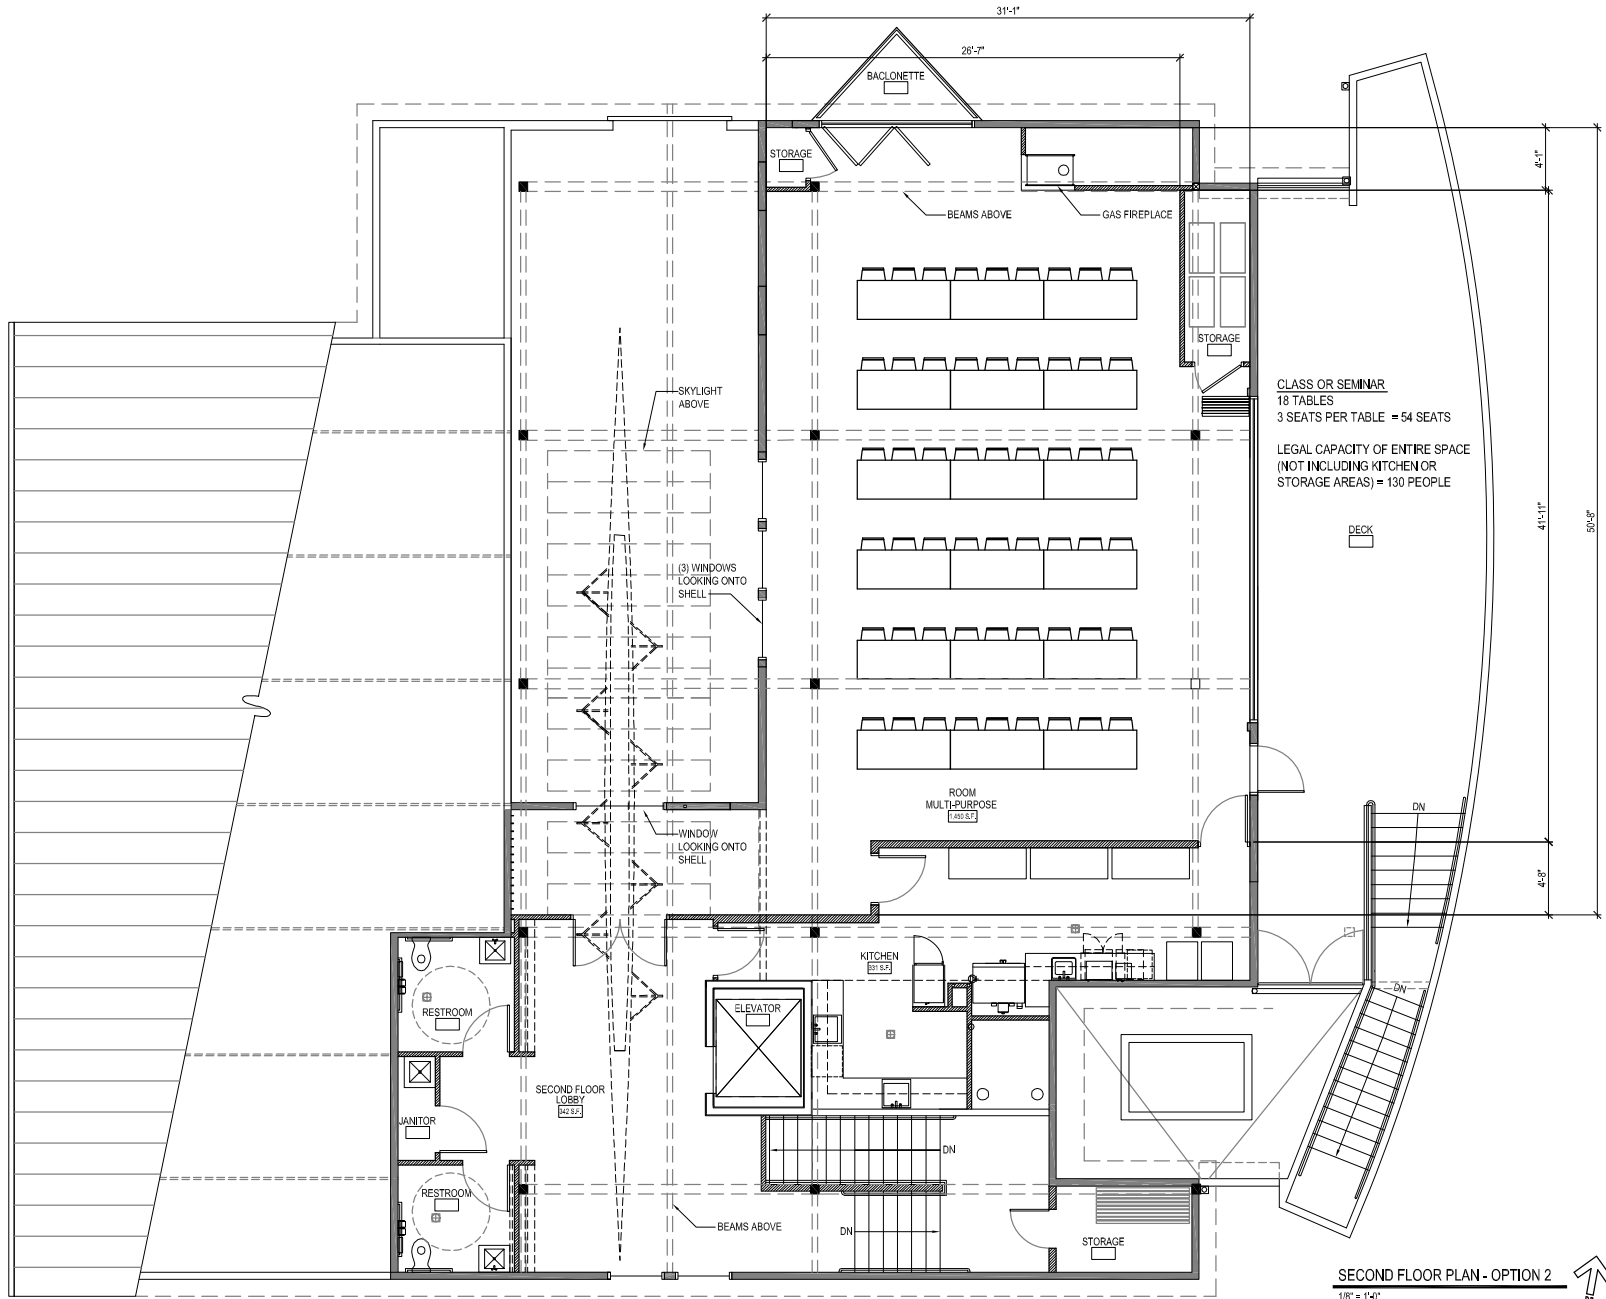 31'-1"
26'-7"
BACLONETTE
STORAGE
BEAMS ABOVE
GAS FIREPLACE
4'-1"
STORAGE
SKYLIGHT
ABOVE
CLASS OR SEMINAR
18 TABLES
3 SEATS PER TABLE = 54 SEATS
LEGAL CAPACITY OF ENTIRE SPACE
(NOT INCLUDING KITCHEN OR
STORAGE AREAS) = 130 PEOPLE
41'-11"
50'-8"
DECK
(3) WINDOWS
LOOKING ONTO
SHELL
ROOM
MULTI-PURPOSE
1,450 S.F.
WINDOW
LOOKING ONTO
SHELL
DN
4'-8"
KITCHEN
331 S.F.
DN
RESTROOM
ELEVATOR
SECOND FLOOR
LOBBY
342 S.F.
JANITOR
DN
RESTROOM
BEAMS ABOVE
DN
STORAGE
SECOND FLOOR PLAN - OPTION 2
1/8" = 1'-0"